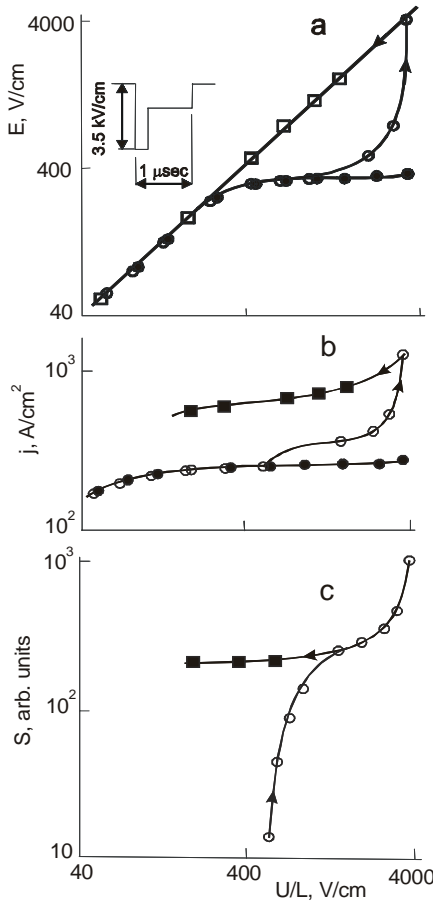 4000
a
E, V/cm
3.5 kV/cm
400
1 μsec
40
b
10³
j, A/cm²
10²
c
10³
S, arb. units
10²
10
40
400
4000
U/L, V/cm